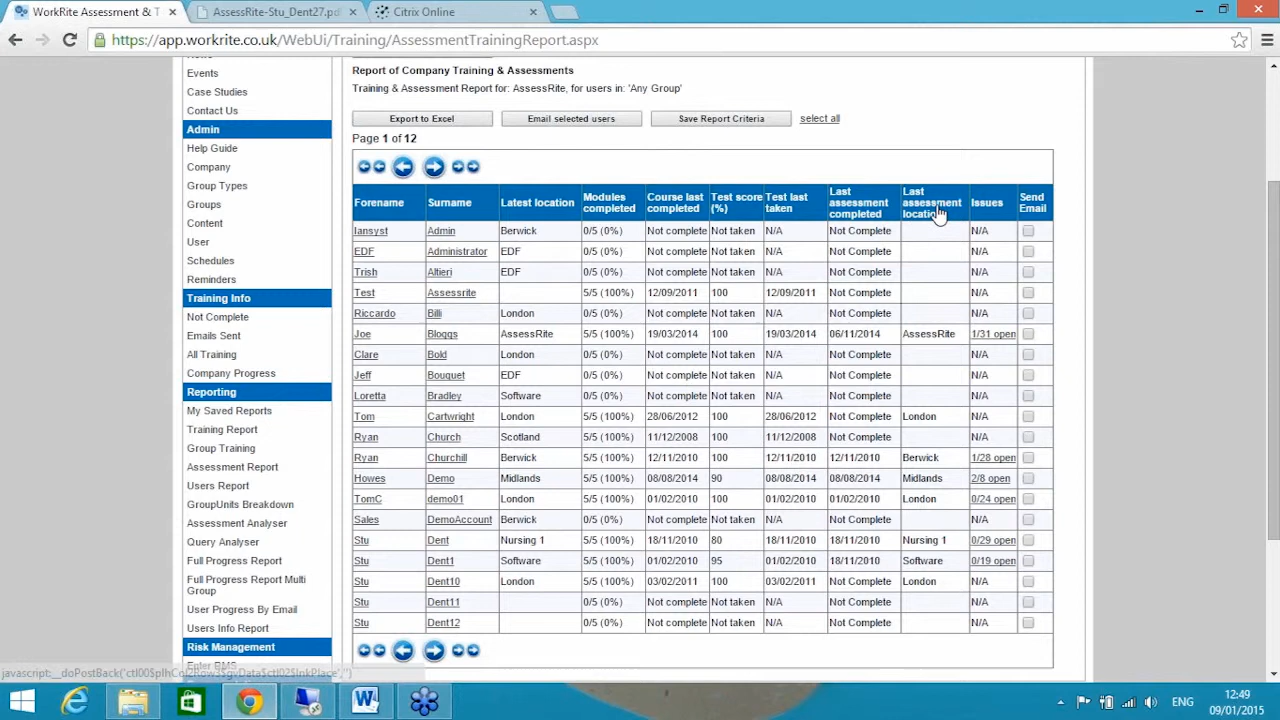 WorkRite Assessment & T
AssessRite-Stu_Dent27.pd
Citrix Online
https://app.workrite.co.uk/WebUi/Training/AssessmentTrainingReport.aspx
Events
Case Studies
Contact Us
Admin
Help Guide
Company
Group Types
Groups
Content
User
Schedules
Reminders
Training Info
Not Complete
Emails Sent
All Training
Company Progress
Reporting
My Saved Reports
Training Report
Group Training
Assessment Report
Users Report
GroupUnits Breakdown
Assessment Analyser
Query Analyser
Full Progress Report
Full Progress Report Multi
Group
User Progress By Email
Users Info Report
Risk Management
Report of Company Training & Assessments
Training & Assessment Report for: AssessRite, for users in: 'Any Group'
Export to Excel Email selected users Save Report Criteria select all
Page 1 of 12
Forename Surname Latest location Modules completed Course last completed Test score (%) Test last taken Last assessment completed Last assessment location Issues Send Email
Iansyst Admin Berwick 0/5 (0%) Not complete Not taken N/A Not Complete N/A
EDF Administrator EDF 0/5 (0%) Not complete Not taken N/A Not Complete N/A
Trish Altieri EDF 0/5 (0%) Not complete Not taken N/A Not Complete N/A
Test Assessrite 5/5 (100%) 12/09/2011 100 12/09/2011 Not Complete N/A
Riccardo Billi London 0/5 (0%) Not complete Not taken N/A Not Complete N/A
Joe Bloggs AssessRite 5/5 (100%) 19/03/2014 100 19/03/2014 06/11/2014 AssessRite 1/31 open
Clare Bold London 0/5 (0%) Not complete Not taken N/A Not Complete N/A
Jeff Bouquet EDF 0/5 (0%) Not complete Not taken N/A Not Complete N/A
Loretta Bradley Software 0/5 (0%) Not complete Not taken N/A Not Complete N/A
Tom Cartwright London 5/5 (100%) 28/06/2012 100 28/06/2012 Not Complete London N/A
Ryan Church Scotland 5/5 (100%) 11/12/2008 100 11/12/2008 Not Complete N/A
Ryan Churchill Berwick 5/5 (100%) 12/11/2010 100 12/11/2010 12/11/2010 Berwick 1/28 open
Howes Demo Midlands 5/5 (100%) 08/08/2014 90 08/08/2014 08/08/2014 Midlands 2/8 open
TomC demo01 London 5/5 (100%) 01/02/2010 100 01/02/2010 01/02/2010 London 0/24 open
Sales DemoAccount Berwick 0/5 (0%) Not complete Not taken N/A Not Complete N/A
Stu Dent Nursing 1 5/5 (100%) 18/11/2010 80 18/11/2010 18/11/2010 Nursing 1 0/29 open
Stu Dent1 Software 5/5 (100%) 01/02/2010 95 01/02/2010 18/11/2010 Software 0/19 open
Stu Dent10 London 5/5 (100%) 03/02/2011 100 03/02/2011 Not Complete London N/A
Stu Dent11 0/5 (0%) Not complete Not taken N/A Not Complete N/A
Stu Dent12 0/5 (0%) Not complete Not taken N/A Not Complete N/A
javascript:__doPostBack('ctl00$plhCol2Row3$gvData$ctl02$lnkPlace','')
ENG
12:49
09/01/2015